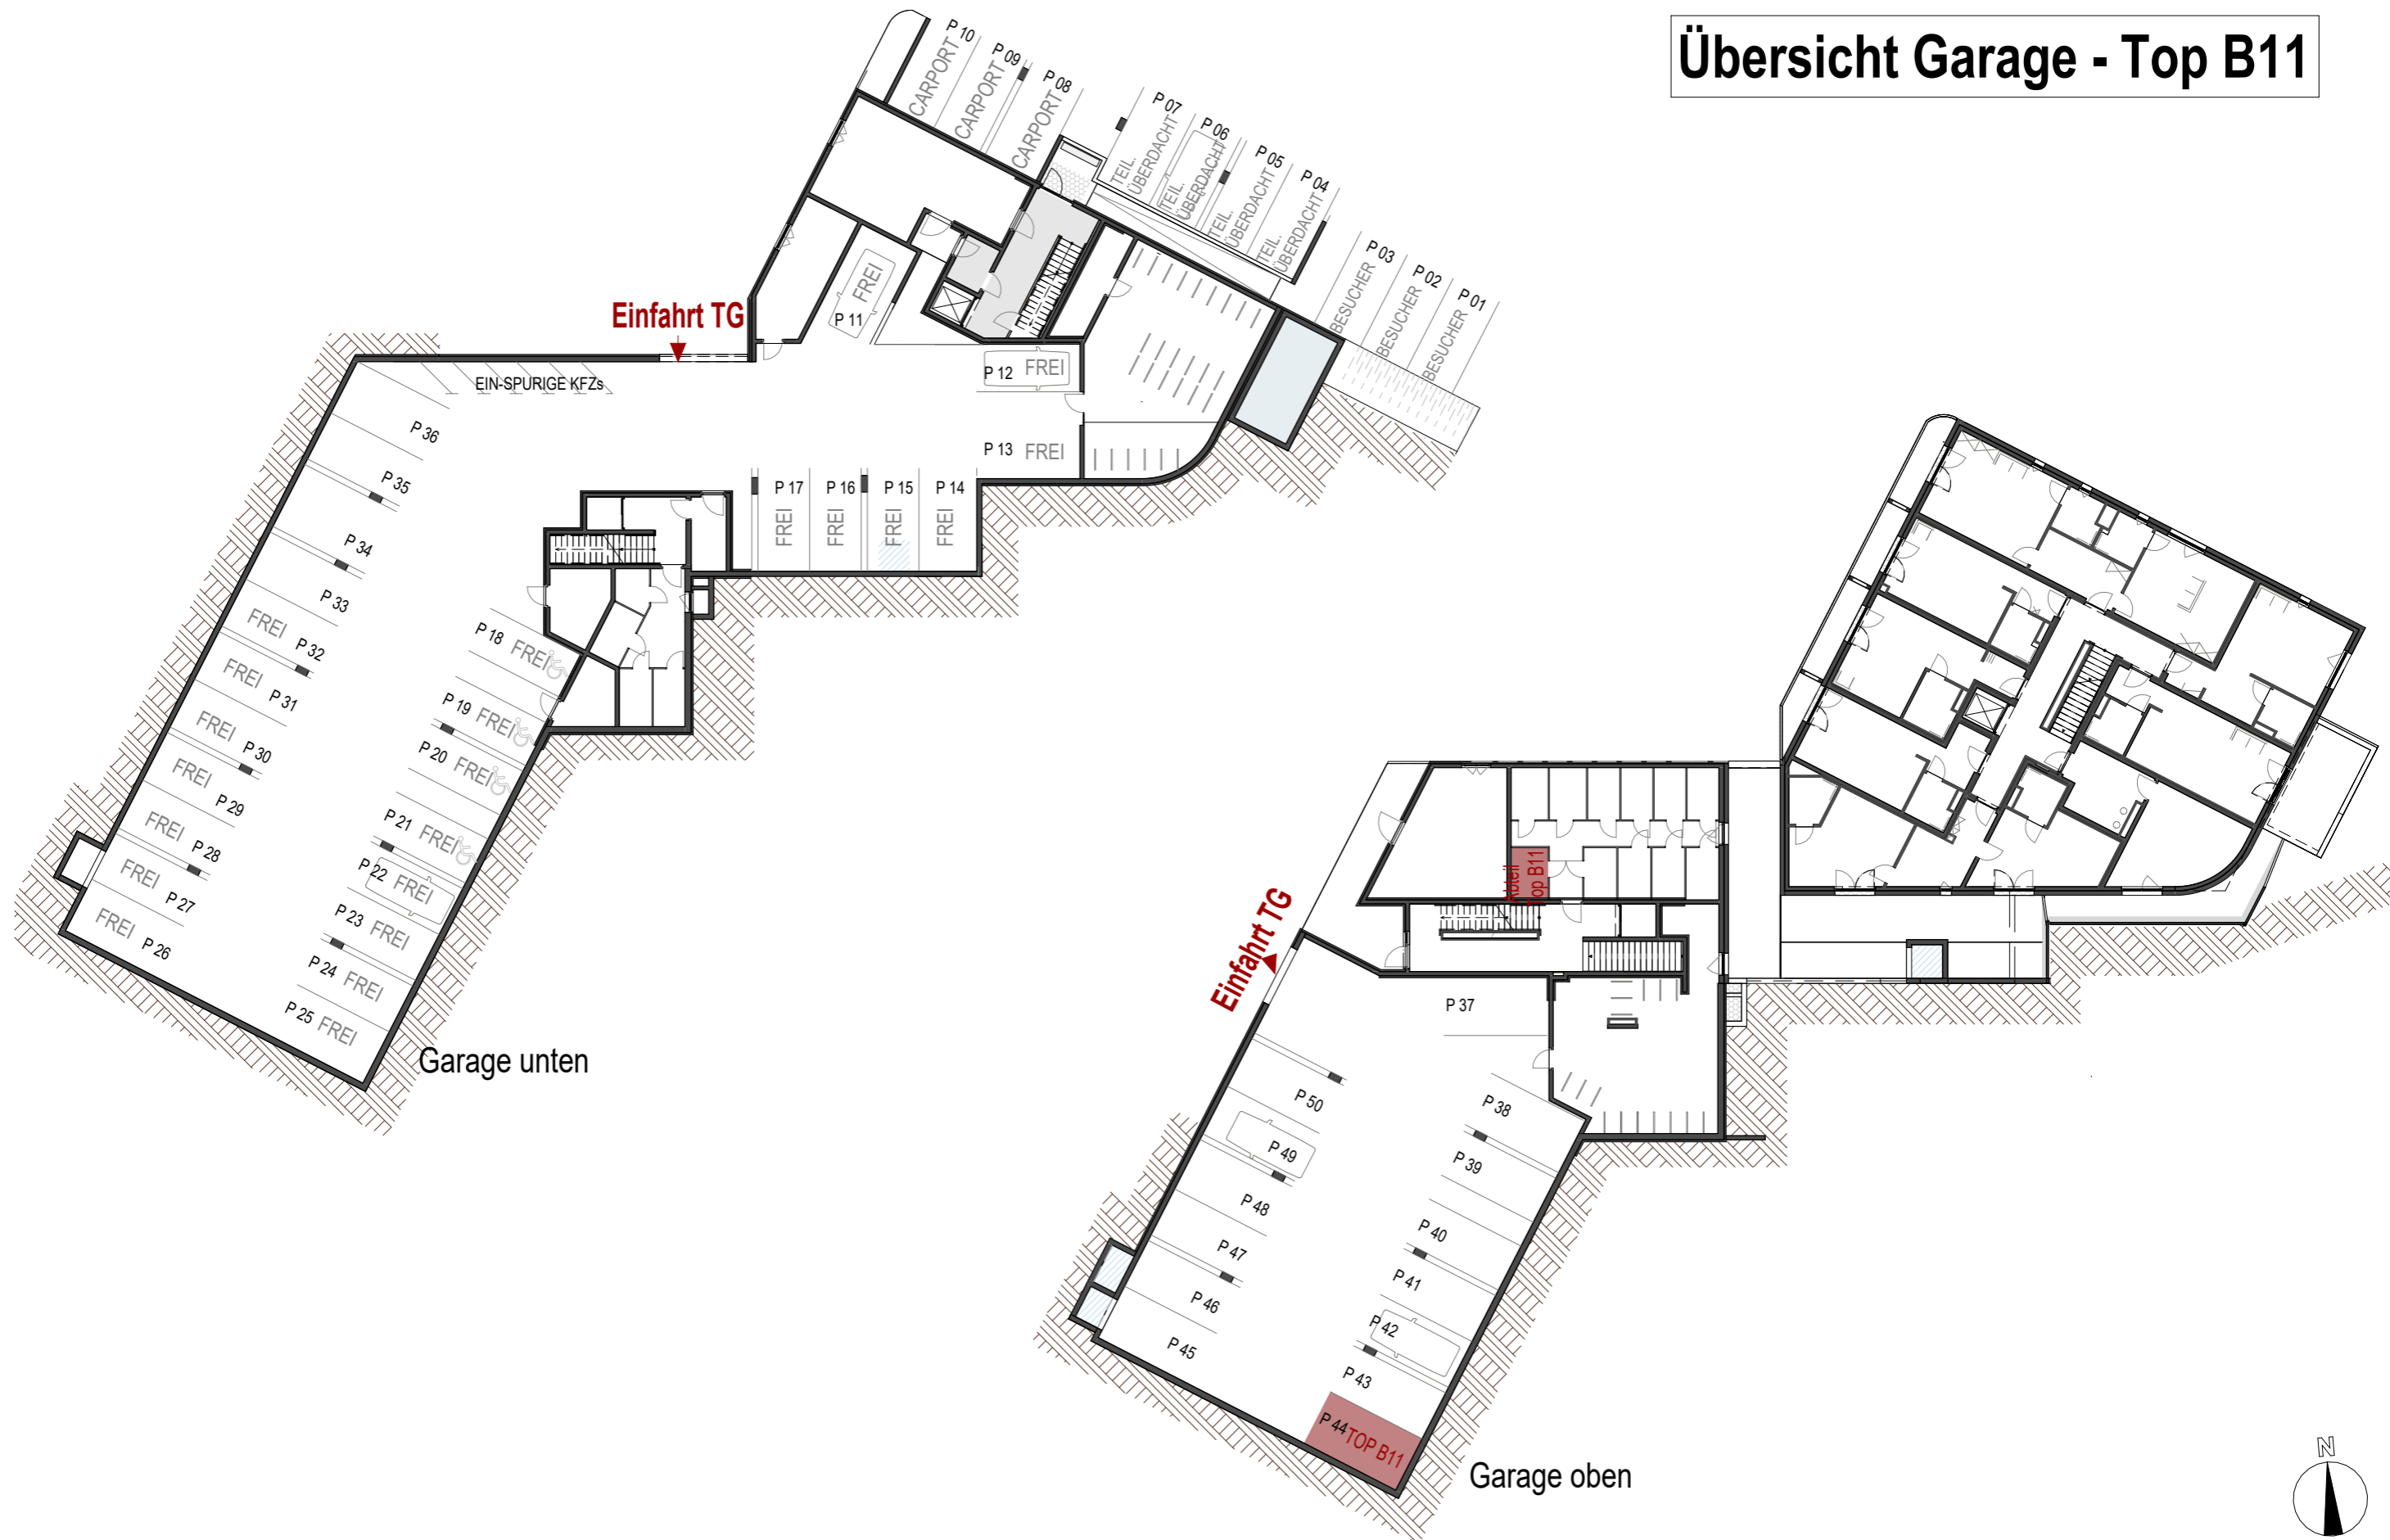 Übersicht Garage - Top B11
P 10
CARPORT
P 09
CARPORT
P 08
CARPORT
P 07
TEIL.
ÜBERDACHT
P 06
TEIL.
ÜBERDACHT
P 05
TEIL.
ÜBERDACHT
P 04
TEIL.
ÜBERDACHT
P 03
BESUCHER
P 02
BESUCHER
P 01
BESUCHER
Einfahrt TG
FREI
P 11
EIN-SPURIGE KFZs
P 12 FREI
P 13 FREI
P 17
FREI
P 16
FREI
P 15
FREI
P 14
FREI
P 36
P 35
P 34
P 33
FREI P 32
FREI P 31
FREI P 30
FREI P 29
FREI P 28
FREI P 27
FREI P 26
P 18 FREI
P 19 FREI
P 20 FREI
P 21 FREI
P 22 FREI
P 23 FREI
P 24 FREI
P 25 FREI
Garage unten
Abteil
Top B11
Einfahrt TG
P 37
P 50
P 49
P 48
P 47
P 46
P 45
P 38
P 39
P 40
P 41
P 42
P 43
P 44 TOP B11
Garage oben
N